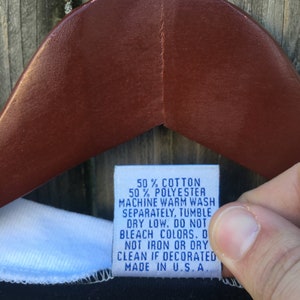 50 % COTTON
50 % POLYESTER
MACHINE WARM WASH
SEPARATELY, TUMBLE
DRY LOW. DO NOT
BLEACH COLORS. DO
NOT IRON OR DRY
CLEAN IF DECORATED
MADE IN U.S.A.